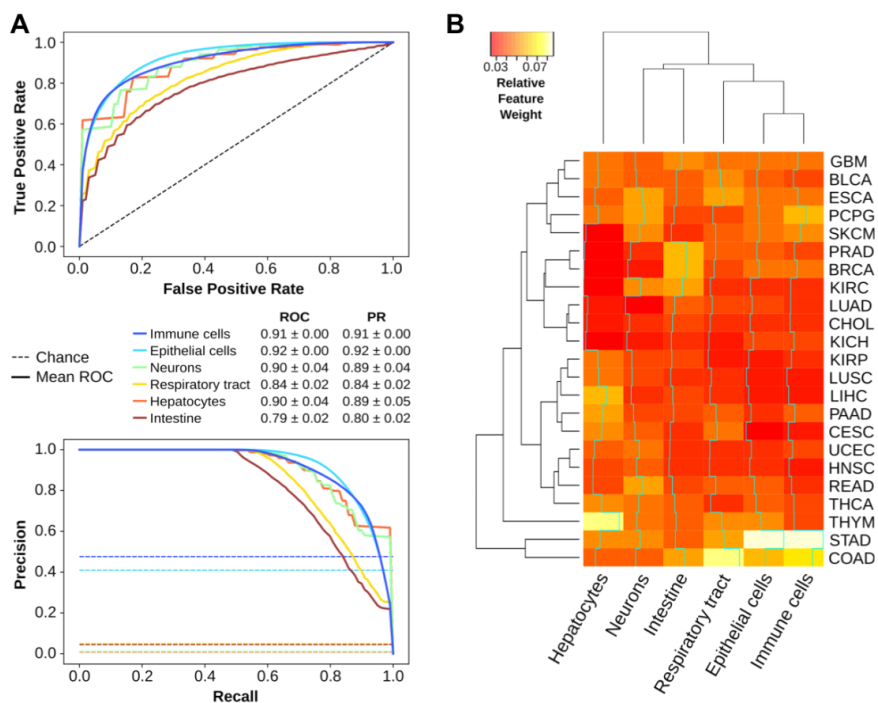 A
1.0
0.8
0.6
0.4
0.2
0.0
True Positive Rate
0.0 0.2 0.4 0.6 0.8 1.0
False Positive Rate
ROC PR
Immune cells 0.91 ± 0.00 0.91 ± 0.00
Epithelial cells 0.92 ± 0.00 0.92 ± 0.00
Neurons 0.90 ± 0.04 0.89 ± 0.04
Respiratory tract 0.84 ± 0.02 0.84 ± 0.02
Hepatocytes 0.90 ± 0.04 0.89 ± 0.05
Intestine 0.79 ± 0.02 0.80 ± 0.02
Chance
Mean ROC
1.0
0.8
0.6
0.4
0.2
0.0
Precision
0.0 0.2 0.4 0.6 0.8 1.0
Recall
B
0.03 0.07
Relative
Feature
Weight
GBM
BLCA
ESCA
PCPG
SKCM
PRAD
BRCA
KIRC
LUAD
CHOL
KICH
KIRP
LUSC
LIHC
PAAD
CESC
UCEC
HNSC
READ
THCA
THYM
STAD
COAD
Hepatocytes
Neurons
Intestine
Respiratory tract
Epithelial cells
Immune cells